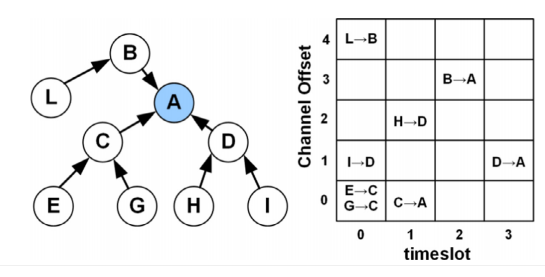 B
L
A
C
D
E
G
H
I
Channel Offset
4
L→B
3
B→A
2
H→D
1
I→D
D→A
0
E→C
G→C
C→A
0
1
2
3
timeslot